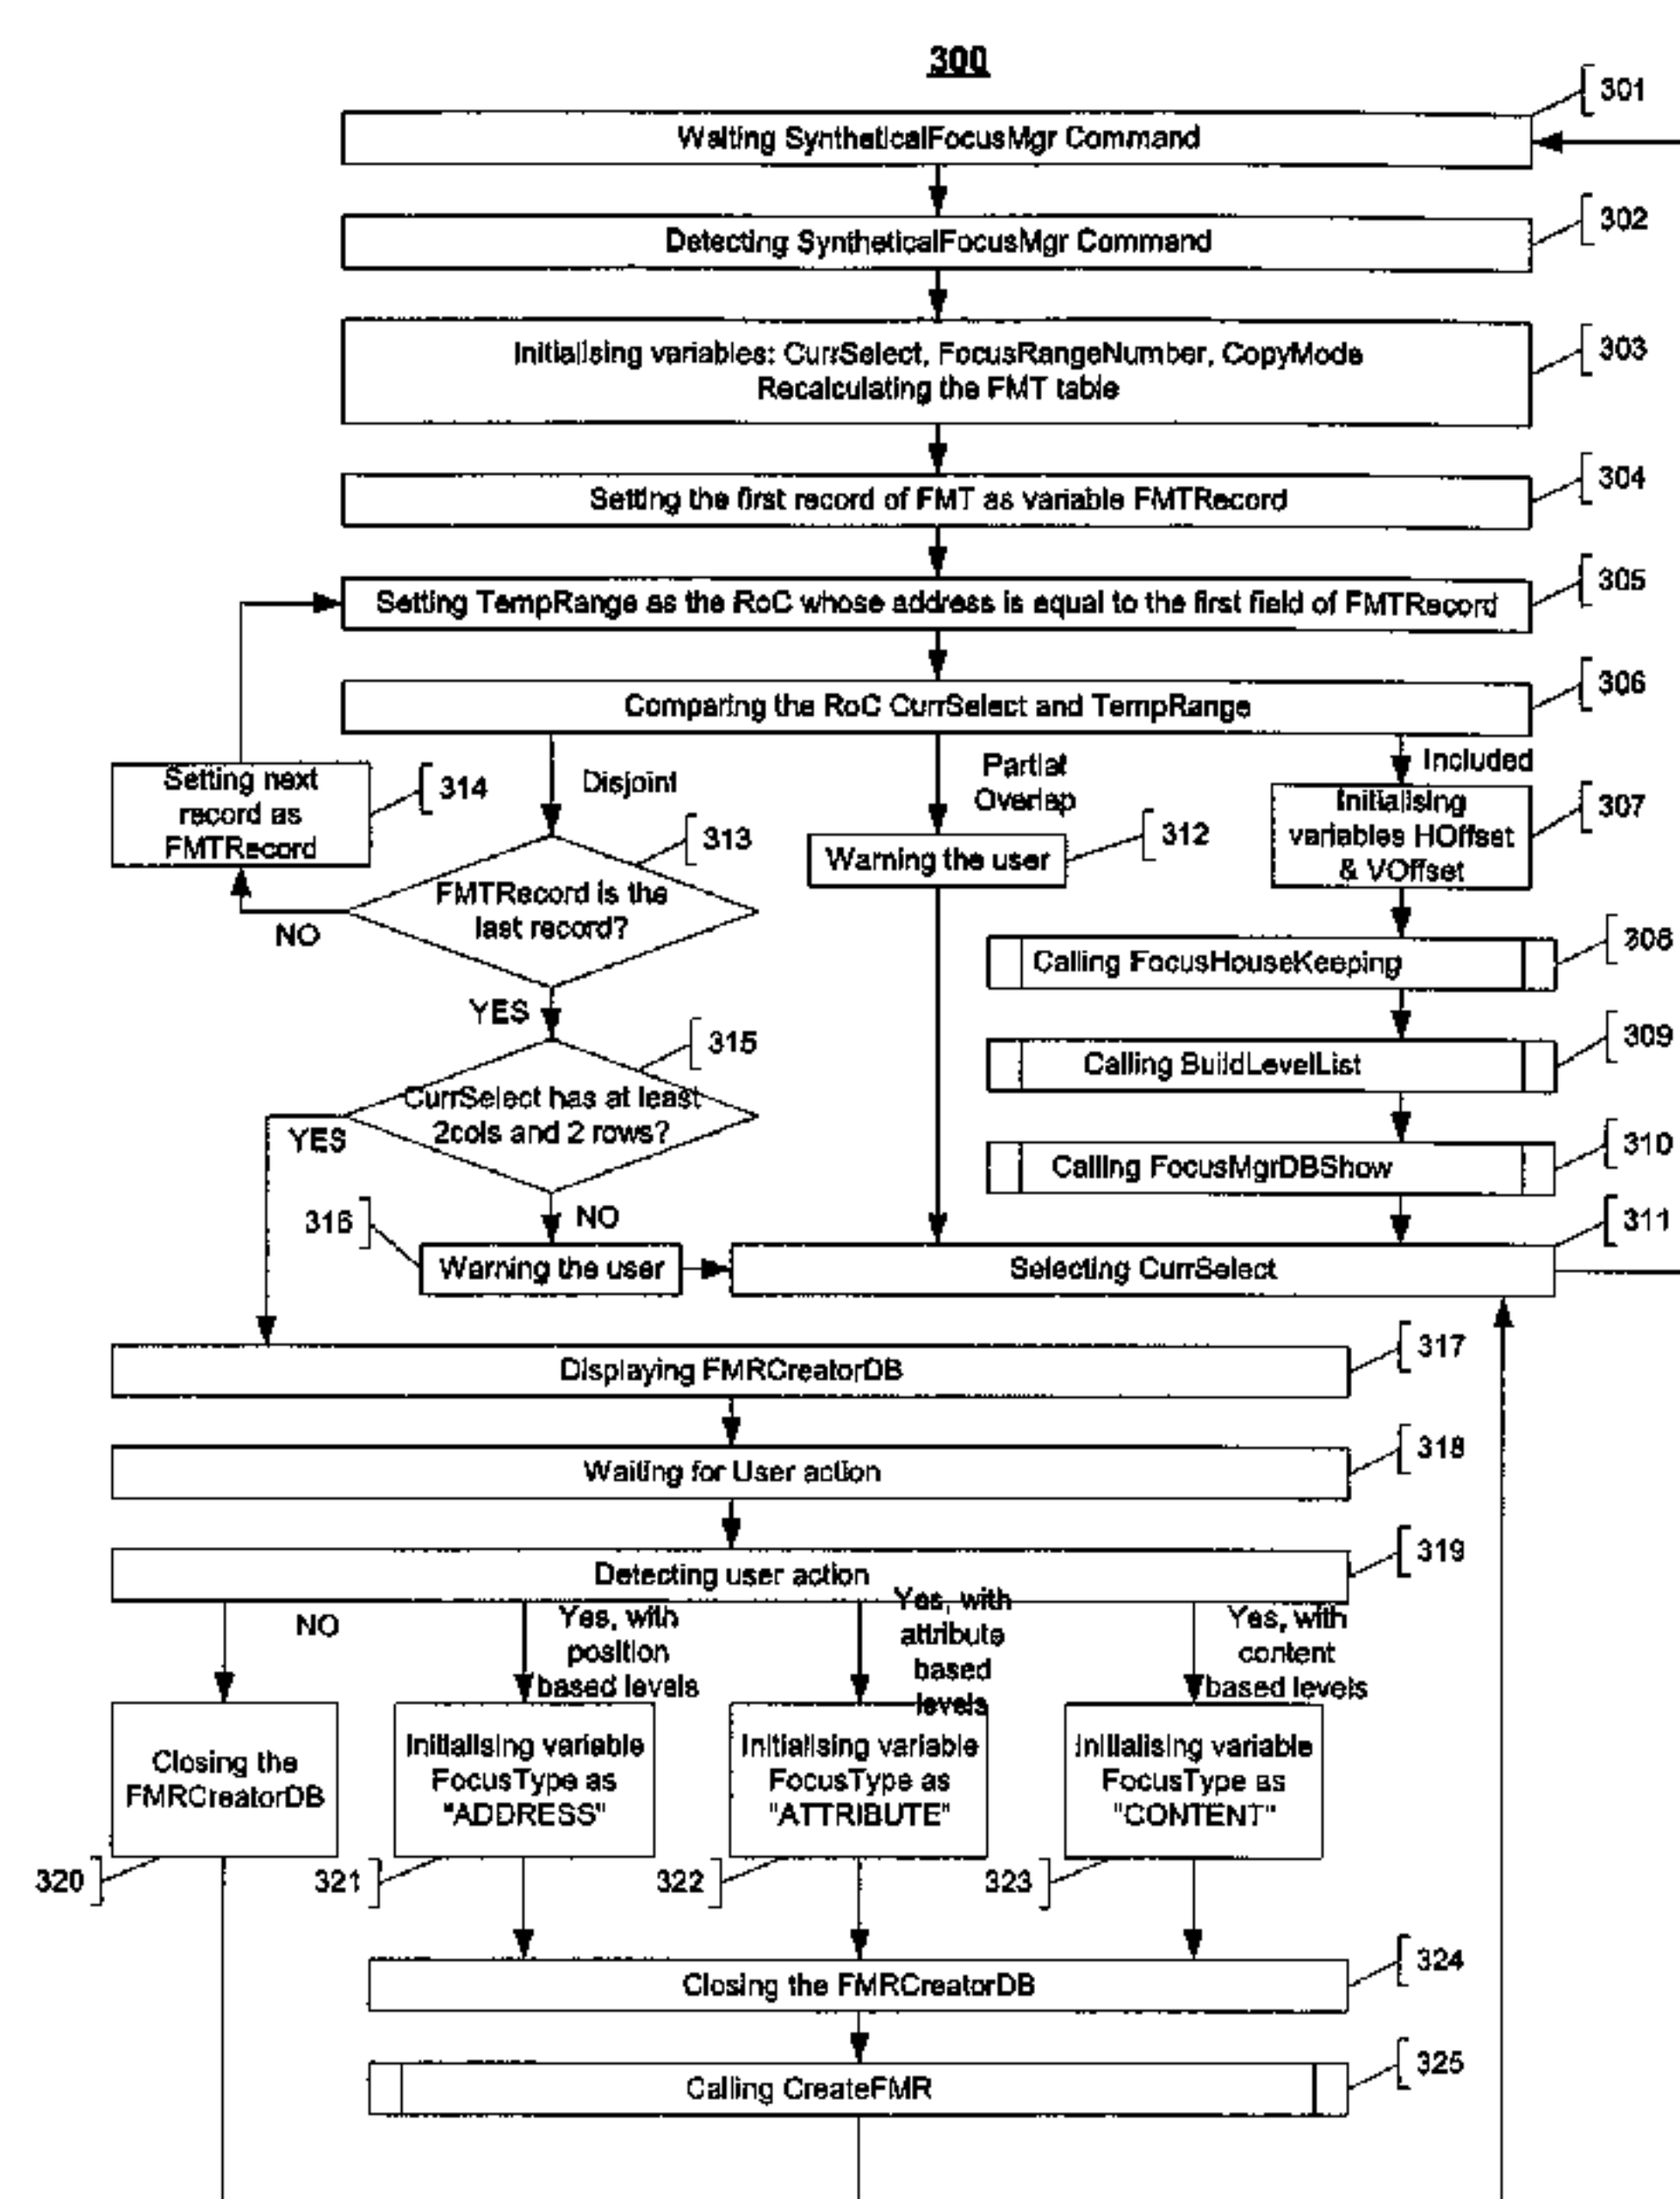 300
301
Waiting SyntheticalFocusMgr Command
302
Detecting SyntheticalFocusMgr Command
303
Initialising variables: CurrSelect, FocusRangeNumber, CopyMode
Recalculating the FMT table
304
Setting the first record of FMT as variable FMTRecord
305
Setting TempRange as the RoC whose address is equal to the first field of FMTRecord
306
Comparing the RoC CurrSelect and TempRange
Disjoint
Partial
Overlap
Included
Setting next
record as
FMTRecord
314
313
FMTRecord is the
last record?
NO
YES
312
Warning the user
307
Initialising
variables HOffset
& VOffset
308
Calling FocusHouseKeeping
309
Calling BuildLevelList
310
Calling FocusMgrDBShow
315
CurrSelect has at least
2cols and 2 rows?
YES
NO
316
Warning the user
311
Selecting CurrSelect
317
Displaying FMRCreatorDB
318
Waiting for User action
319
Detecting user action
NO
Yes, with
position
based levels
Yes, with
attribute
based
levels
Yes, with
content
based levels
Closing the
FMRCreatorDB
Initialising variable
FocusType as
"ADDRESS"
Initialising variable
FocusType as
"ATTRIBUTE"
Initialising variable
FocusType as
"CONTENT"
320
321
322
323
324
Closing the FMRCreatorDB
325
Calling CreateFMR